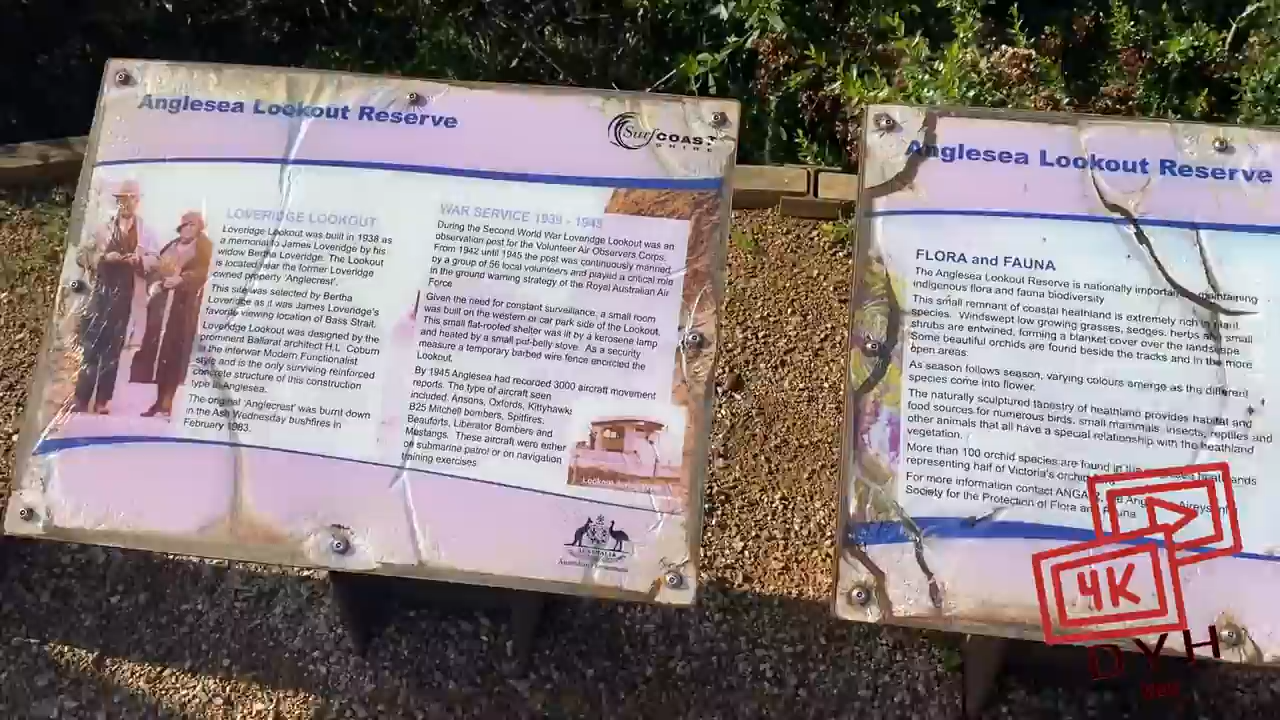 Anglesea Lookout Reserve
Surf COAST
SHIRE
LOVERIDGE LOOKOUT
Loveridge Lookout was built in 1938 as
a memorial to James Loveridge by his
widow Bertha Loveridge. The Lookout
is located near the former Loveridge
owned property 'Anglecrest'.
This site was selected by Bertha
Loveridge as it was James Loveridge's
favorite viewing location of Bass Strait.
Loveridge Lookout was designed by the
prominent Ballarat architect H.L. Coburn
in the interwar Modern Functionalist
style and is the only surviving reinforced
concrete structure of this construction
type in Anglesea.
The original 'Anglecrest' was burnt down
in the Ash Wednesday bushfires in
February 1983.
WAR SERVICE 1939 - 1945
During the Second World War Loveridge Lookout was an
observation post for the Volunteer Air Observers Corps.
From 1942 until 1945 the post was continuously manned
by a group of 56 local volunteers and played a critical role
in the ground warning strategy of the Royal Australian Air
Force
Given the need for constant surveillance, a small room
was built on the western or car park side of the Lookout.
This small flat-roofed shelter was lit by a kerosene lamp
and heated by a small pot-belly stove. As a security
measure a temporary barbed wire fence encircled the
Lookout.
By 1945 Anglesea had recorded 3000 aircraft movement
reports. The type of aircraft seen
included, Ansons, Oxfords, Kittyhawks
B25 Mitchell bombers, Spitfires,
Beauforts, Liberator Bombers and
Mustangs. These aircraft were either
on submarine patrol or on navigation
training exercises
Lookout during
AUSTRALIA
Australian Government
Anglesea Lookout Reserve
FLORA and FAUNA
The Anglesea Lookout Reserve is nationally important maintaining
indigenous flora and fauna biodiversity
This small remnant of coastal heathland is extremely rich in plant
species. Windswept low growing grasses, sedges, herbs and small
shrubs are entwined, forming a blanket cover over the landscape
Some beautiful orchids are found beside the tracks and in the more
open areas.
As season follows season, varying colours emerge as the different
species come into flower.
The naturally sculptured tapestry of heathland provides habitat and
food sources for numerous birds, small mammals, insects, reptiles and
other animals that all have a special relationship with the heathland
vegetation.
More than 100 orchid species are found in the heathlands
representing half of Victoria's orchid
For more information contact ANGAIR, the Anglesea Aireys Inlet
Society for the Protection of Flora and Fauna
4K
DYH